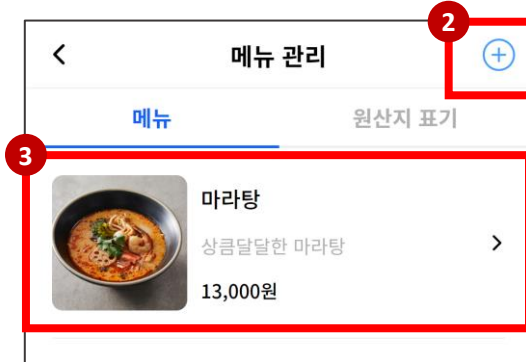 2
메뉴 관리
메뉴 원산지 표기
3
마라탕
상큼달달한 마라탕
13,000원